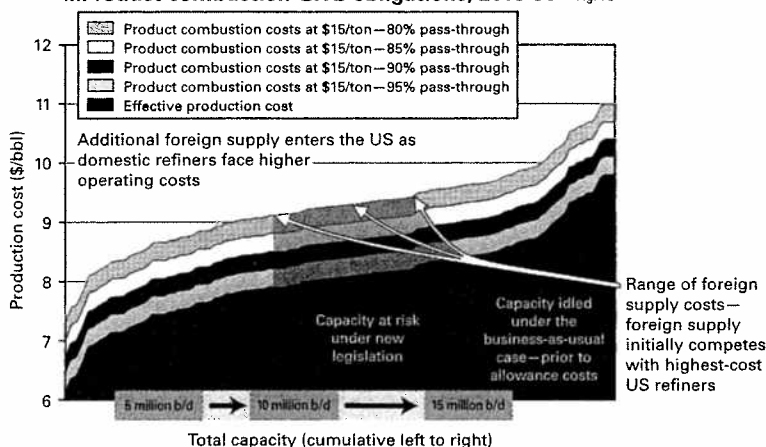 Product combustion costs at $15/ton—80% pass-through
Product combustion costs at $15/ton—85% pass-through
Product combustion costs at $15/ton—90% pass-through
Product combustion costs at $15/ton—95% pass-through
Effective production cost
Additional foreign supply enters the US as
domestic refiners face higher
operating costs
Production cost ($/bbl)
12
11
10
9
8
7
6
Capacity at risk
under new
legislation
Capacity idled
under the
business-as-usual
case—prior to
allowance costs
Range of foreign
supply costs—
foreign supply
initially competes
with highest-cost
US refiners
5 million b/d
10 million b/d
15 million b/d
Total capacity (cumulative left to right)